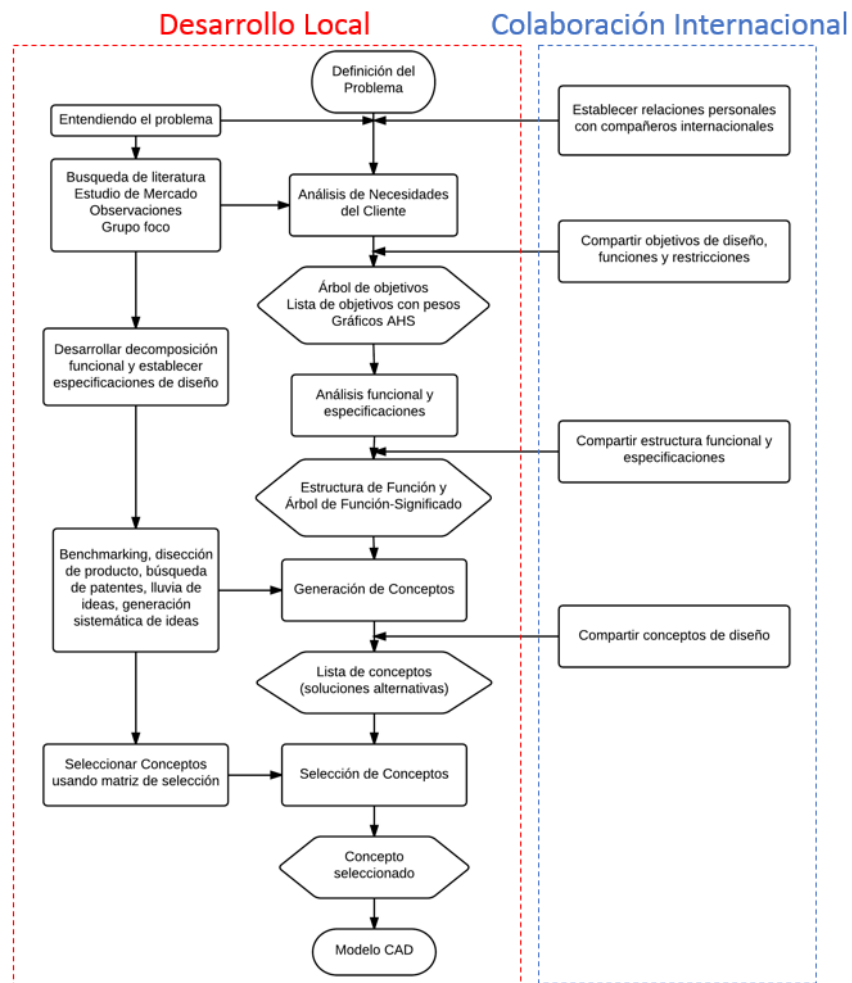 Desarrollo Local
Colaboración Internacional
Definición del
Problema
Entendiendo el problema
Establecer relaciones personales
con compañeros internacionales
Busqueda de literatura
Estudio de Mercado
Observaciones
Grupo foco
Análisis de Necesidades
del Cliente
Compartir objetivos de diseño,
funciones y restricciones
Árbol de objetivos
Lista de objetivos con pesos
Gráficos AHS
Desarrollar decomposición
funcional y establecer
especificaciones de diseño
Análisis funcional y
especificaciones
Compartir estructura funcional y
especificaciones
Estructura de Función y
Árbol de Función-Significado
Benchmarking, disección
de producto, búsqueda
de patentes, lluvia de
ideas, generación
sistemática de ideas
Generación de Conceptos
Compartir conceptos de diseño
Lista de conceptos
(soluciones alternativas)
Seleccionar Conceptos
usando matriz de selección
Selección de Conceptos
Concepto
seleccionado
Modelo CAD